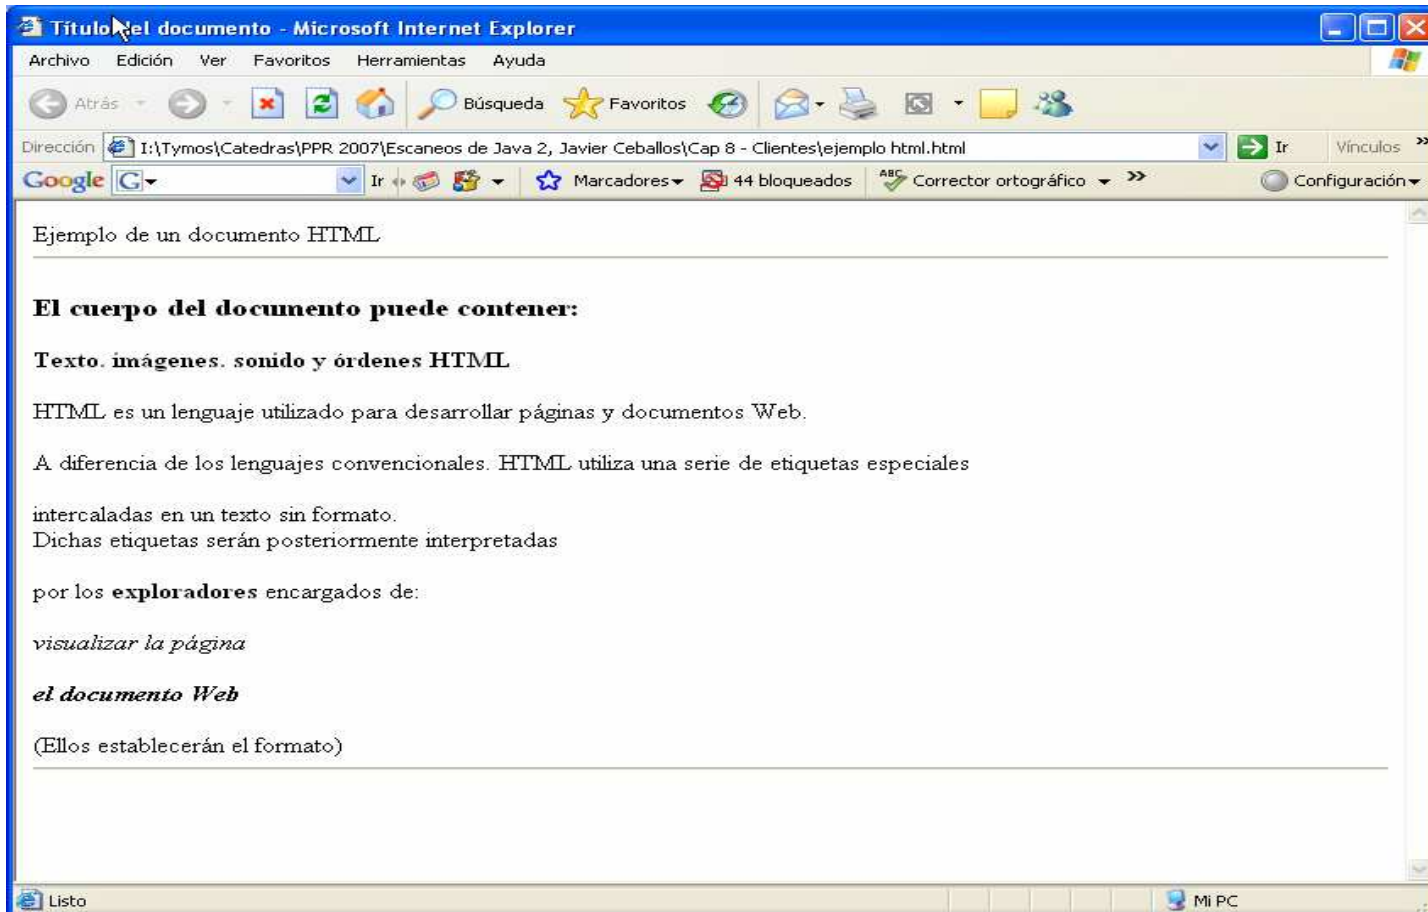 Título del documento - Microsoft Internet Explorer
Archivo Edición Ver Favoritos Herramientas Ayuda
Atrás Búsqueda Favoritos
Dirección I:\Tymos\Catedras\PPR 2007\Escaneos de Java 2, Javier Ceballos\Cap 8 - Clientes\ejemplo html.html Ir Vínculos »
Google G Ir Marcadores 44 bloqueados ABC Corrector ortográfico » Configuración
Ejemplo de un documento HTML
El cuerpo del documento puede contener:
Texto. imágenes. sonido y órdenes HTML
HTML es un lenguaje utilizado para desarrollar páginas y documentos Web.
A diferencia de los lenguajes convencionales. HTML utiliza una serie de etiquetas especiales
intercaladas en un texto sin formato.
Dichas etiquetas serán posteriormente interpretadas
por los exploradores encargados de:
visualizar la página
el documento Web
(Ellos establecerán el formato)
Listo Mi PC